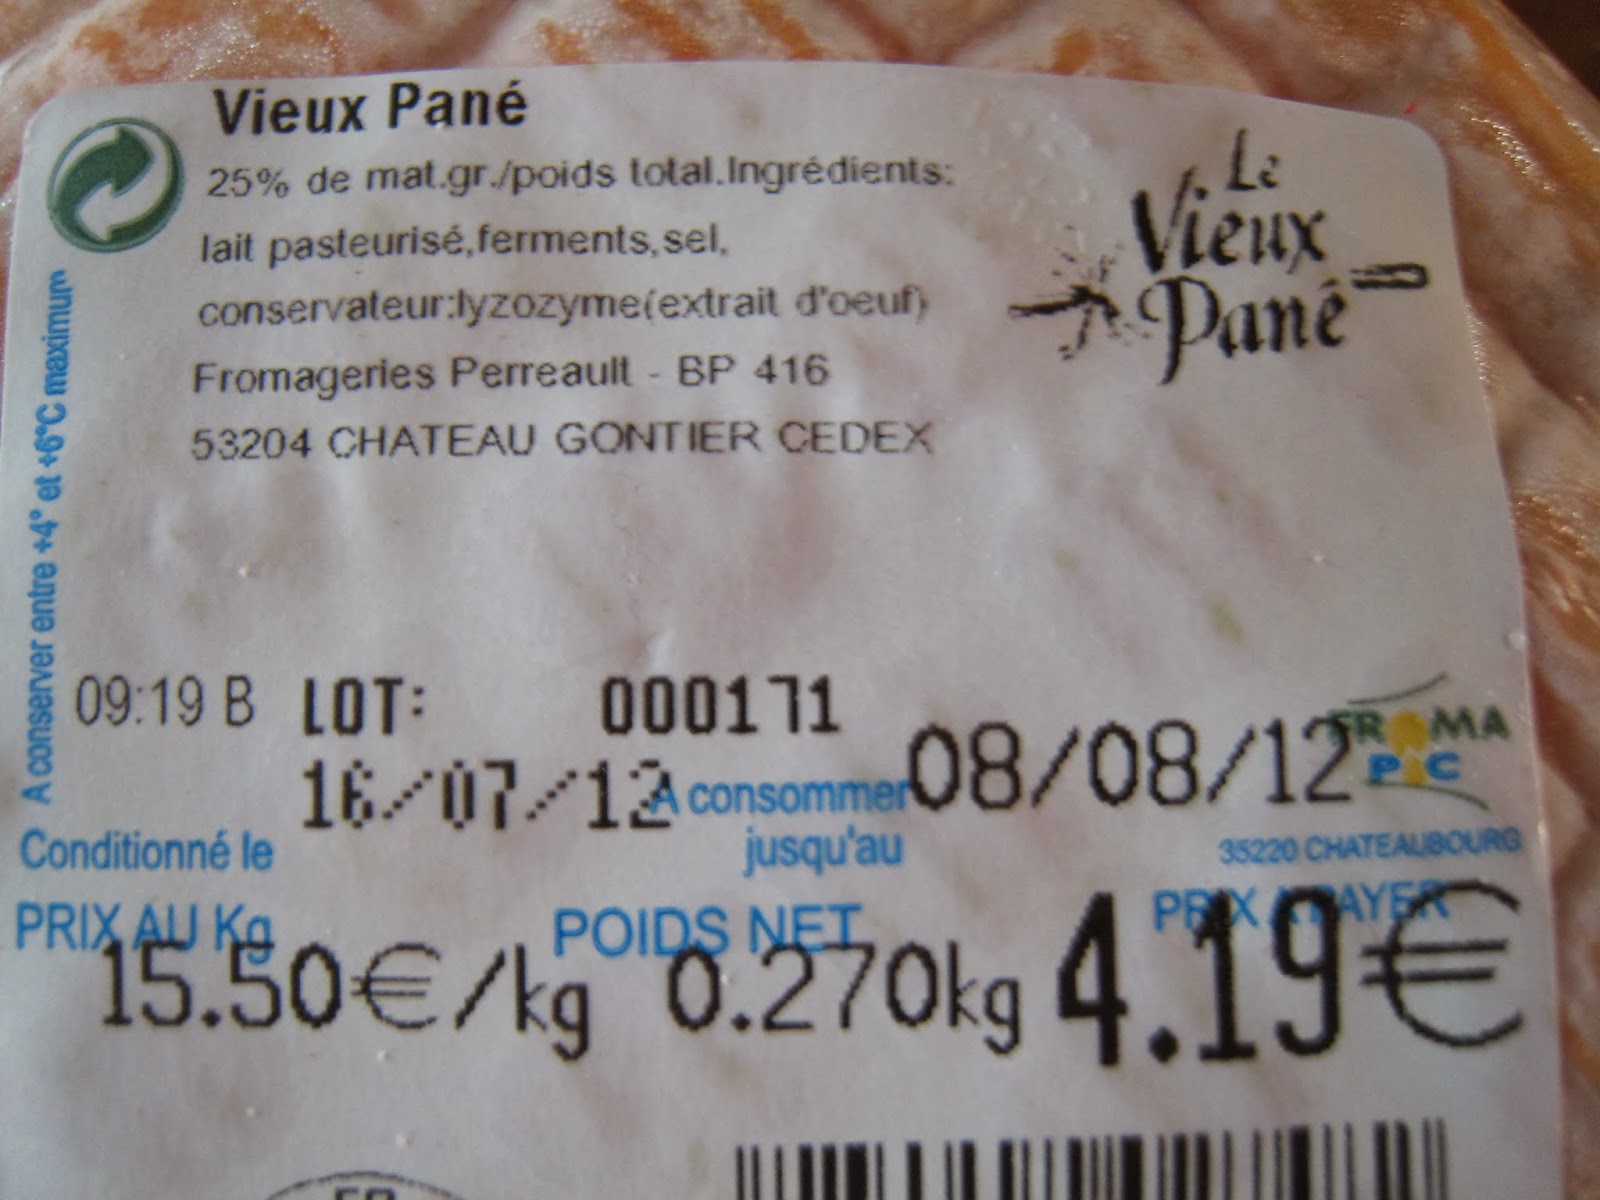 Vieux Pané
25% de mat.gr./poids total.Ingrédients:
lait pasteurisé,ferments,sel,
conservateur:lyzozyme(extrait d'oeuf)
Fromageries Perreault - BP 416
53204 CHATEAU GONTIER CEDEX
Le
Vieux
Pané
A conserver entre +4° et +6°C maximum
09:19 B LOT: 000171
16/07/12
A consommer
jusqu'au
08/08/12
FROMA
PIC
Conditionné le
35220 CHATEAUBOURG
PRIX AU Kg
15.50€/kg
POIDS NET
0.270kg
PRIX A PAYER
4.19€
FR